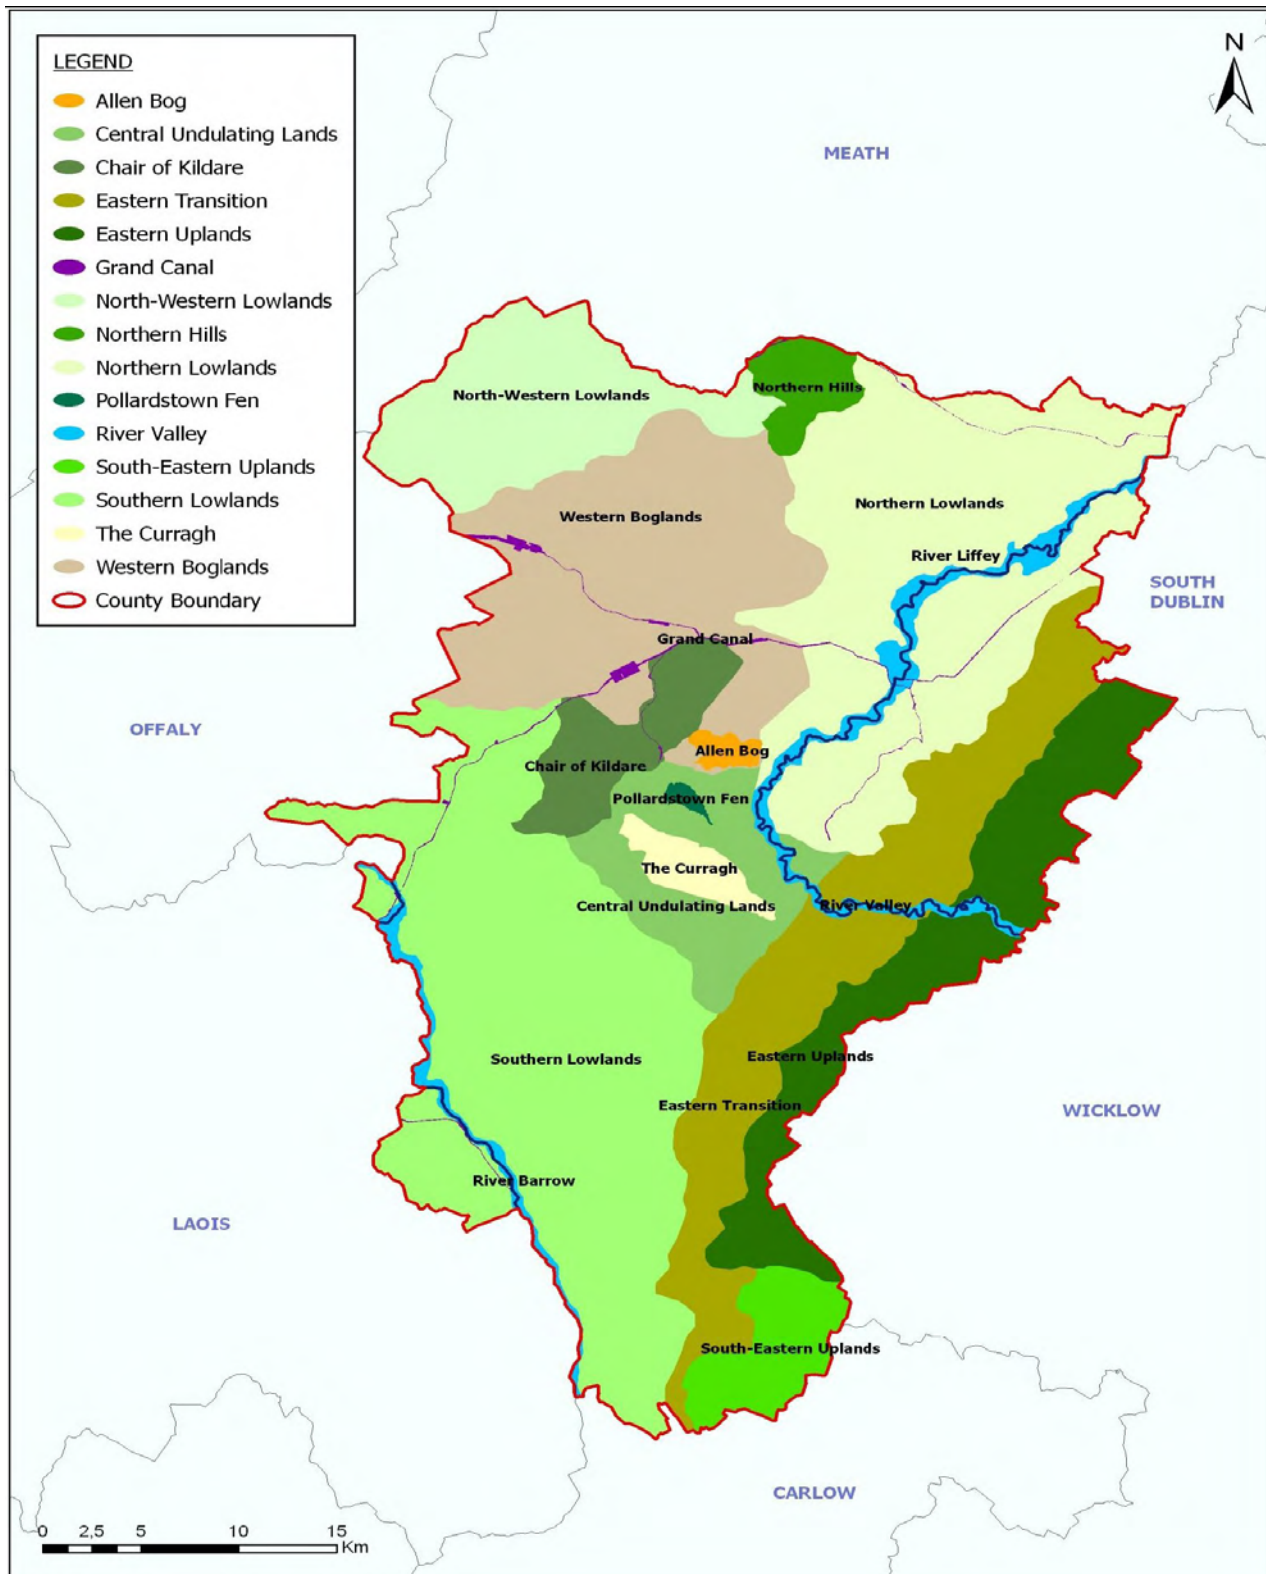 LEGEND
Allen Bog
Central Undulating Lands
Chair of Kildare
Eastern Transition
Eastern Uplands
Grand Canal
North-Western Lowlands
Northern Hills
Northern Lowlands
Pollardstown Fen
River Valley
South-Eastern Uplands
Southern Lowlands
The Curragh
Western Boglands
County Boundary
N
MEATH
Northern Hills
North-Western Lowlands
Northern Lowlands
Western Boglands
River Liffey
SOUTH
DUBLIN
Grand Canal
OFFALY
Allen Bog
Chair of Kildare
Pollardstown Fen
The Curragh
Central Undulating Lands
River Valley
Eastern Uplands
Southern Lowlands
Eastern Transition
WICKLOW
River Barrow
LAOIS
South-Eastern Uplands
CARLOW
0 2,5 5 10 15
Km